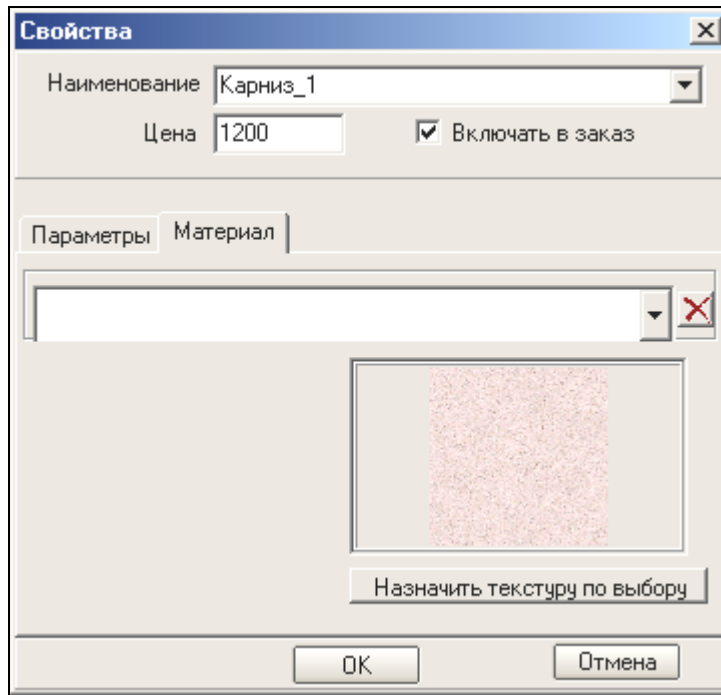 Свойства
Наименование Карниз_1
Цена 1200 Включать в заказ
Параметры Материал
Назначить текстуру по выбору
OK Отмена